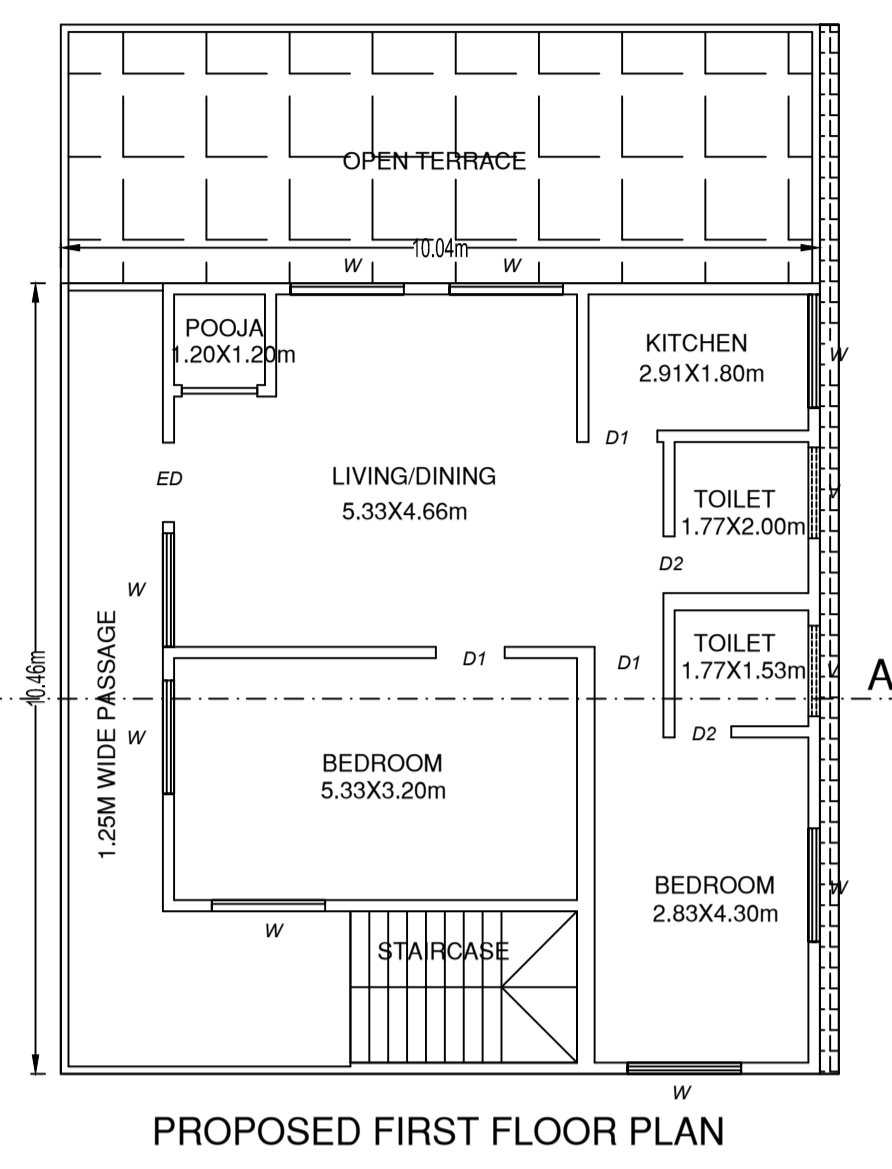 OPEN TERRACE
10.04m
W
W
POOJA
1.20X1.20m
KITCHEN
2.91X1.80m
W
D1
ED
LIVING/DINING
5.33X4.66m
TOILET
1.77X2.00m
V
D2
W
TOILET
1.77X1.53m
V
D1
D1
A
10.46m
1.25M WIDE PASSAGE
W
D2
BEDROOM
5.33X3.20m
BEDROOM
2.83X4.30m
W
W
STAIRCASE
W
PROPOSED FIRST FLOOR PLAN